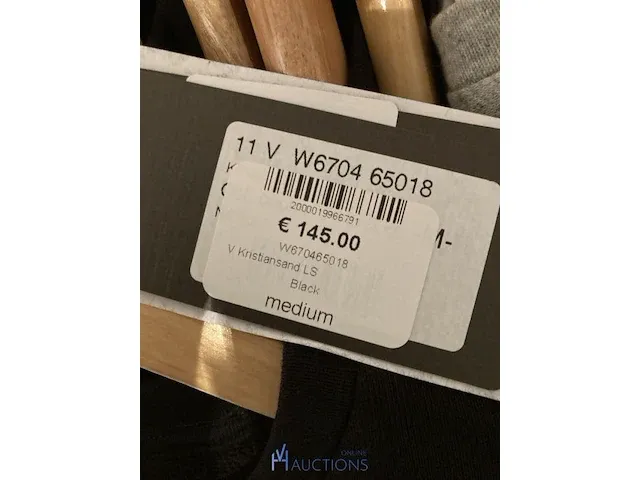 11 V W6704 65018
2000019966791
€ 145.00
W670465018
V Kristiansand LS
Black
medium
M-
ONLINE
AUCTIONS